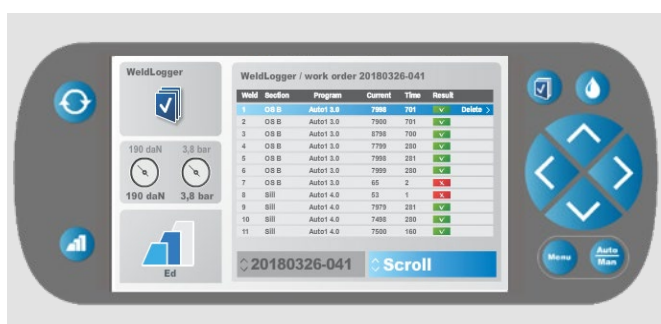 WeldLogger
190 daN 3,8 bar
190 daN 3,8 bar
Ed
WeldLogger / work order 20180326-041
Weld Section Program Current Time Result
1 OS B Auto1 3.0 7998 701 V Delete >
2 OS B Auto1 3.0 7900 701 V
3 OS B Auto1 3.0 8798 700 V
4 OS B Auto1 3.0 7799 280 V
5 OS B Auto1 3.0 7998 281 V
6 OS B Auto1 3.0 7999 280 V
7 OS B Auto1 3.0 65 2 X
8 Sill Auto1 4.0 53 1 X
9 Sill Auto1 4.0 7979 281 V
10 Sill Auto1 4.0 7498 280 V
11 Sill Auto1 4.0 7500 160 V
20180326-041 Scroll
Menu
Auto
Man